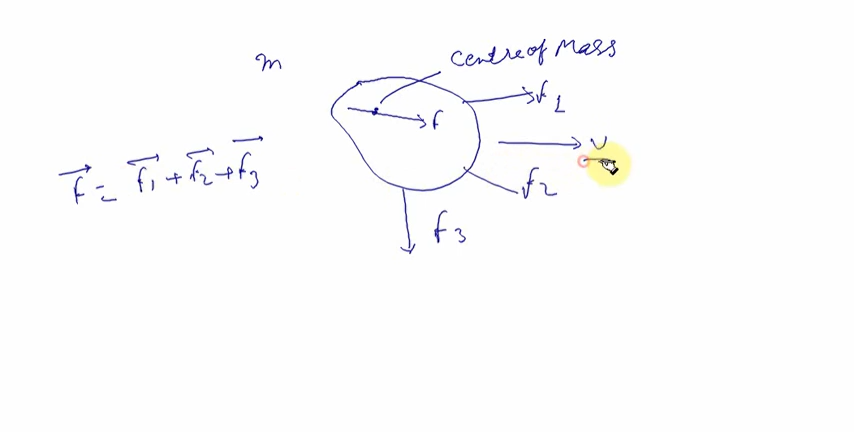 m
Centre of Mass
f1
f
v
f = f1 + f2 + f3
f2
f3